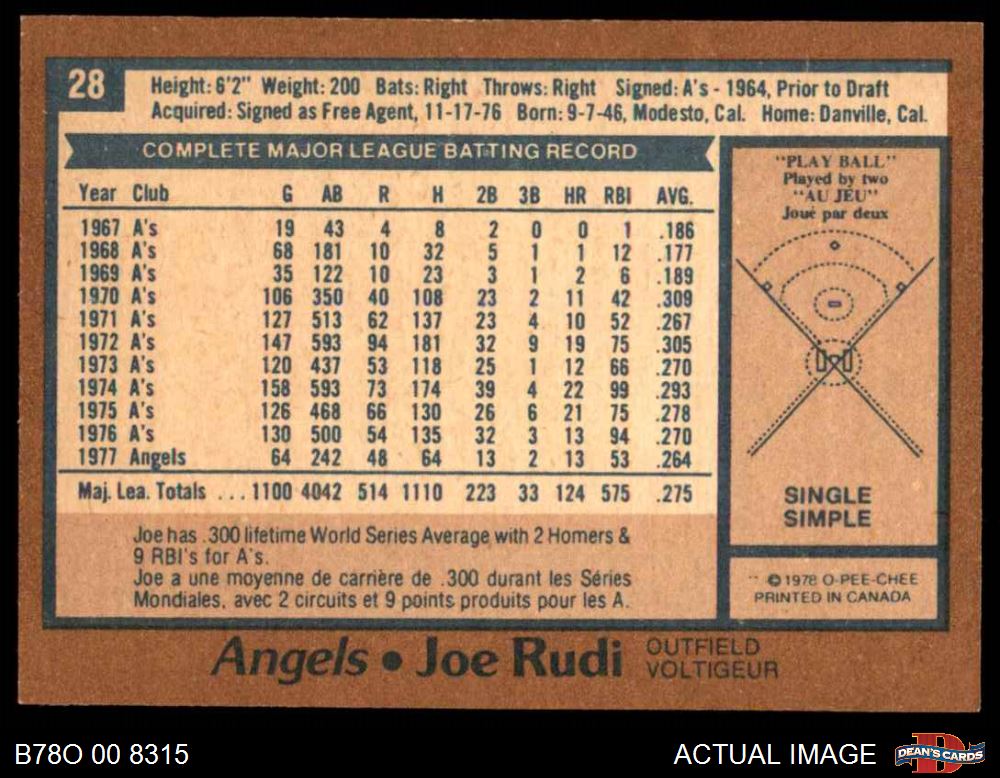 28
Height: 6'2" Weight: 200 Bats: Right Throws: Right Signed: A's - 1964, Prior to Draft
Acquired: Signed as Free Agent, 11-17-76 Born: 9-7-46, Modesto, Cal. Home: Danville, Cal.
COMPLETE MAJOR LEAGUE BATTING RECORD
Year Club G AB R H 2B 3B HR RBI AVG.
1967 A's 19 43 4 8 2 0 0 1 .186
1968 A's 68 181 10 32 5 1 1 12 .177
1969 A's 35 122 10 23 3 1 2 6 .189
1970 A's 106 350 40 108 23 2 11 42 .309
1971 A's 127 513 62 137 23 4 10 52 .267
1972 A's 147 593 94 181 32 9 19 75 .305
1973 A's 120 437 53 118 25 1 12 66 .270
1974 A's 158 593 73 174 39 4 22 99 .293
1975 A's 126 468 66 130 26 6 21 75 .278
1976 A's 130 500 54 135 32 3 13 94 .270
1977 Angels 64 242 48 64 13 2 13 53 .264
Maj. Lea. Totals ... 1100 4042 514 1110 223 33 124 575 .275
Joe has .300 lifetime World Series Average with 2 Homers &
9 RBI's for A's.
Joe a une moyenne de carrière de .300 durant les Séries
Mondiales, avec 2 circuits et 9 points produits pour les A.
"PLAY BALL"
Played by two
"AU JEU"
Joué par deux
SINGLE
SIMPLE
© 1978 O-PEE-CHEE
PRINTED IN CANADA
Angels • Joe Rudi
OUTFIELD
VOLTIGEUR
B78O 00 8315
ACTUAL IMAGE
DEAN'S CARDS